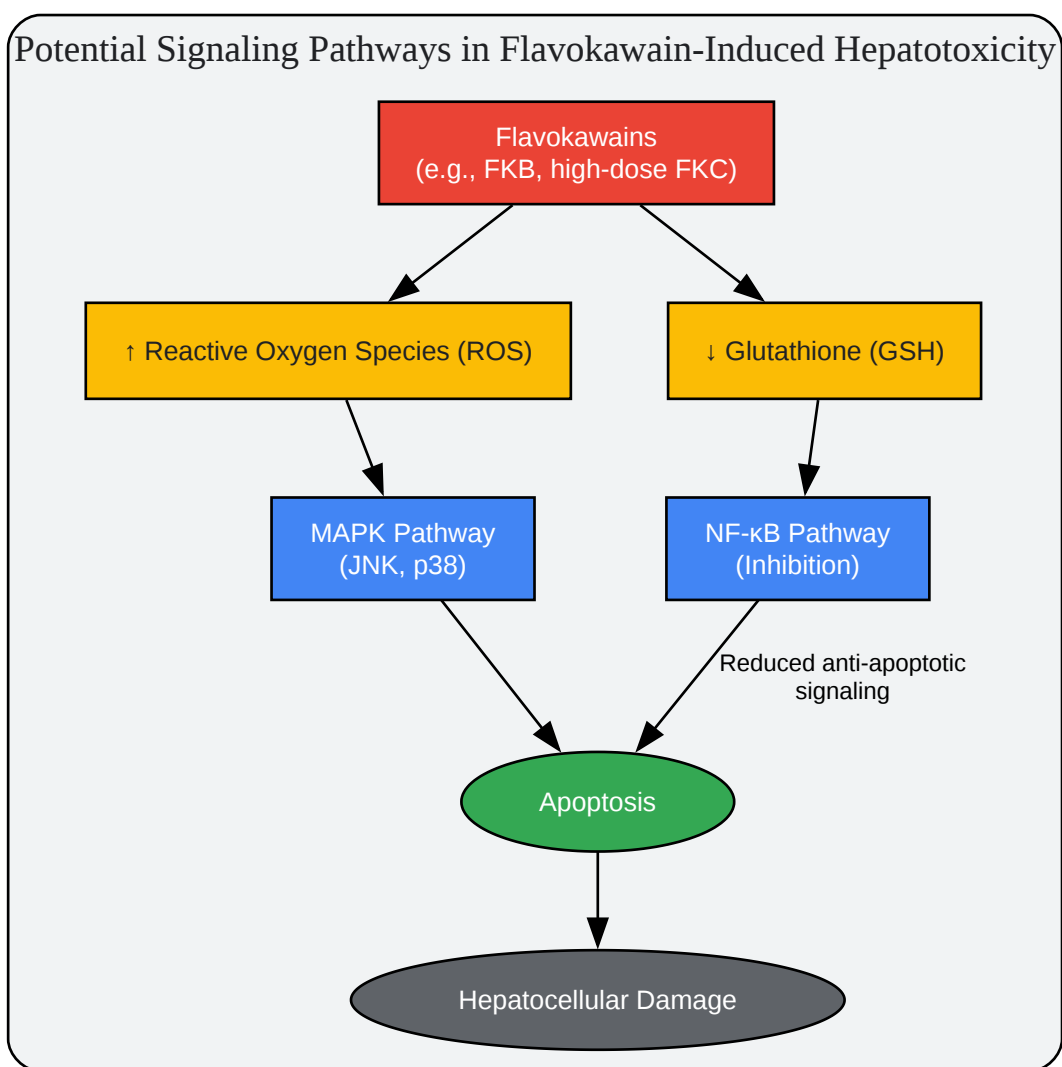 Potential Signaling Pathways in Flavokawain-Induced Hepatotoxicity
Flavokawains
(e.g., FKB, high-dose FKC)
↑ Reactive Oxygen Species (ROS)
↓ Glutathione (GSH)
MAPK Pathway
(JNK, p38)
NF-κB Pathway
(Inhibition)
Reduced anti-apoptotic
signaling
Apoptosis
Hepatocellular Damage